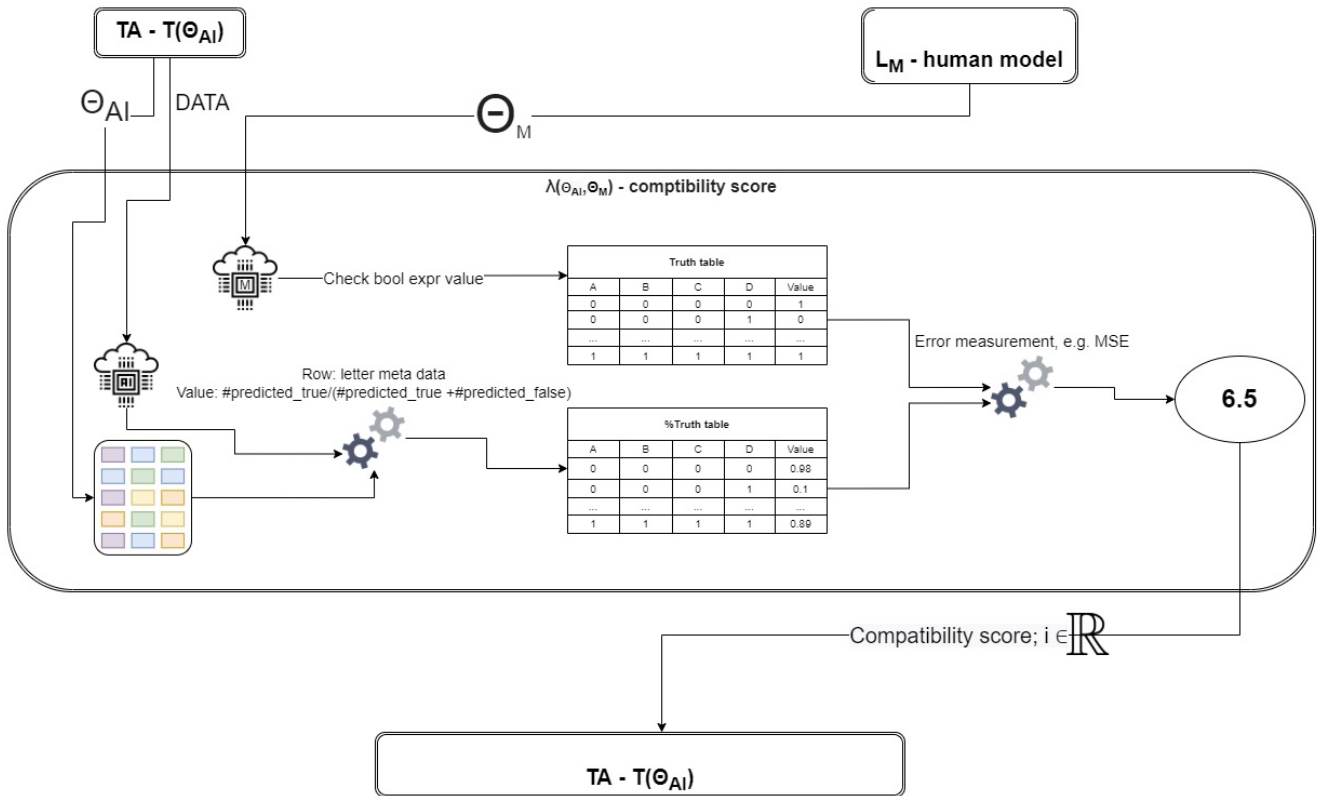 TA - T(ΘAI)
LM - human model
ΘAI
DATA
ΘM
λ(ΘAI,ΘM) - comptibility score
M
Check bool expr value
Truth table
A B C D Value
0 0 0 0 1
0 0 0 1 0
... ... ... ... ...
1 1 1 1 1
Error measurement, e.g. MSE
AI
Row: letter meta data
Value: #predicted_true/(#predicted_true +#predicted_false)
6.5
%Truth table
A B C D Value
0 0 0 0 0.98
0 0 0 1 0.1
... ... ... ... ...
1 1 1 1 0.89
Compatibility score; i ∈ ℝ
TA - T(ΘAI)